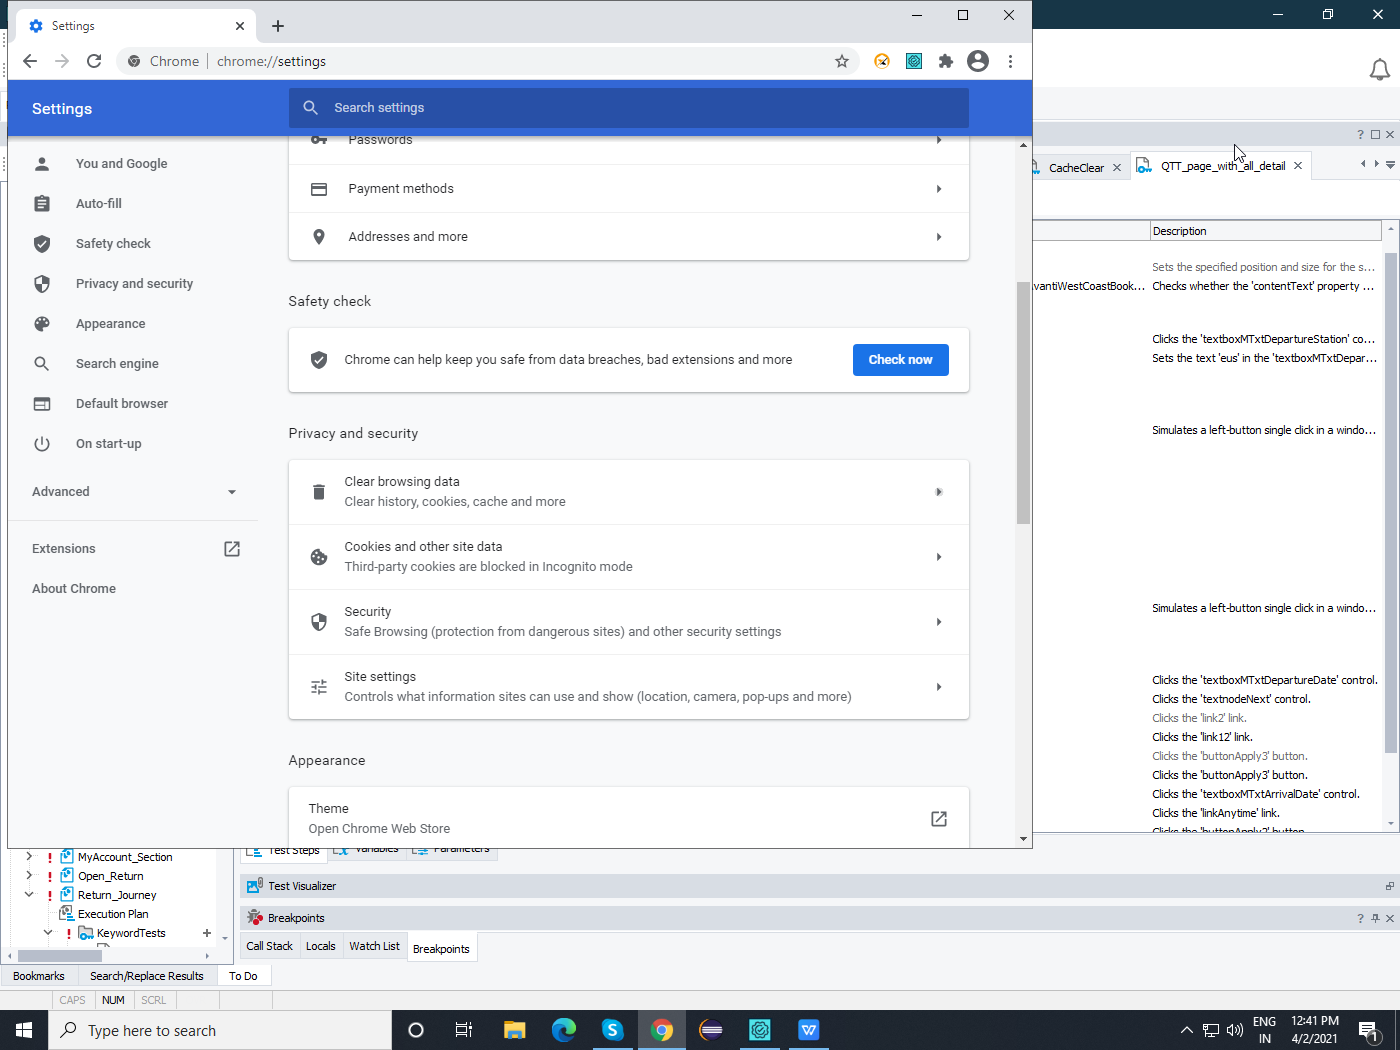 Settings
Chrome
chrome://settings
Settings
Search settings
You and Google
Auto-fill
Safety check
Privacy and security
Appearance
Search engine
Default browser
On start-up
Advanced
Extensions
About Chrome
Passwords
Payment methods
Addresses and more
Safety check
Chrome can help keep you safe from data breaches, bad extensions and more
Check now
Privacy and security
Clear browsing data
Clear history, cookies, cache and more
Cookies and other site data
Third-party cookies are blocked in Incognito mode
Security
Safe Browsing (protection from dangerous sites) and other security settings
Site settings
Controls what information sites can use and show (location, camera, pop-ups and more)
Appearance
Theme
Open Chrome Web Store
CacheClear
QTT_page_with_all_detail
Description
Sets the specified position and size for the s...
vantiWestCoastBook...
Checks whether the 'contentText' property ...
Clicks the 'textboxMTxtDepartureStation' co...
Sets the text 'eus' in the 'textboxMTxtDepar...
Simulates a left-button single click in a windo...
Simulates a left-button single click in a windo...
Clicks the 'textboxMTxtDepartureDate' control.
Clicks the 'textnodeNext' control.
Clicks the 'link2' link.
Clicks the 'link12' link.
Clicks the 'buttonApply3' button.
Clicks the 'buttonApply3' button.
Clicks the 'textboxMTxtArrivalDate' control.
Clicks the 'linkAnytime' link.
MyAccount_Section
Open_Return
Return_Journey
Execution Plan
KeywordTests
Test Steps
Variables
Parameters
Test Visualizer
Breakpoints
Call Stack
Locals
Watch List
Breakpoints
Bookmarks
Search/Replace Results
To Do
CAPS
NUM
SCRL
Type here to search
ENG
IN
12:41 PM
4/2/2021
1